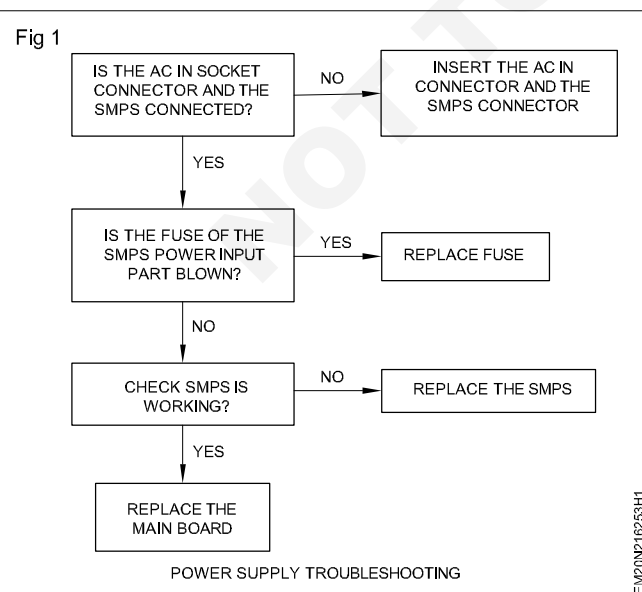 Fig 1
IS THE AC IN SOCKET
CONNECTOR AND THE
SMPS CONNECTED?
NO
INSERT THE AC IN
CONNECTOR AND THE
SMPS CONNECTOR
YES
IS THE FUSE OF THE
SMPS POWER INPUT
PART BLOWN?
YES
REPLACE FUSE
NO
CHECK SMPS IS
WORKING?
NO
REPLACE THE SMPS
YES
REPLACE THE
MAIN BOARD
POWER SUPPLY TROUBLESHOOTING
EM20N216253H1
NOT T